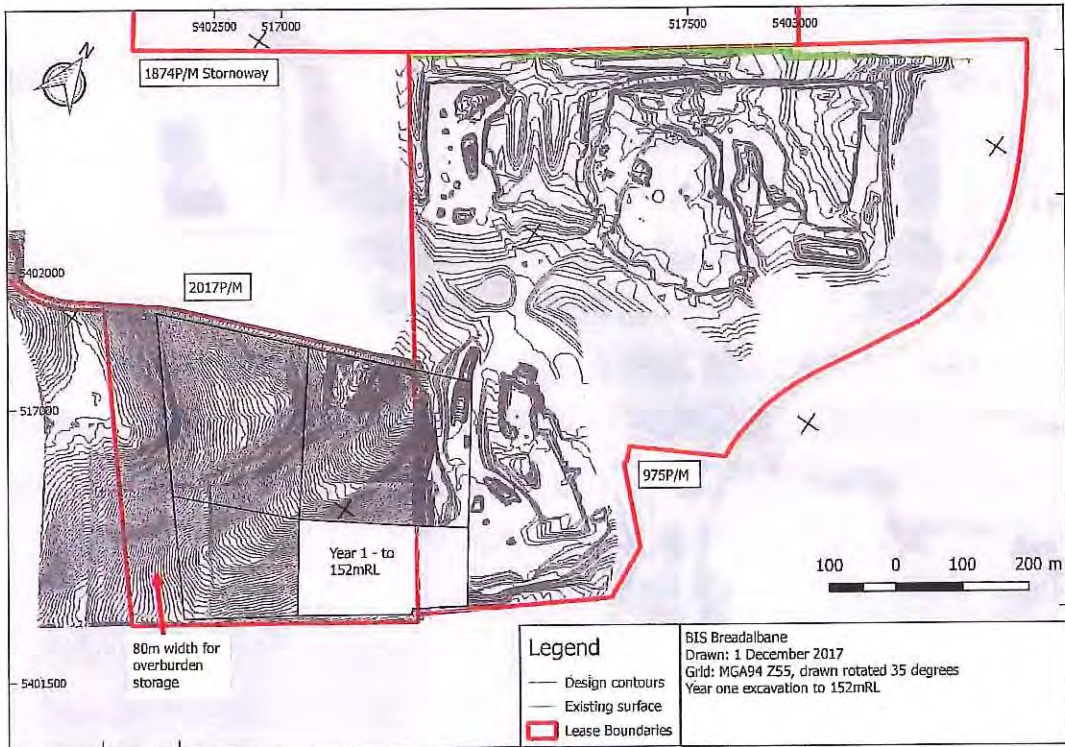 5402500 517000 517500 5403000
N
1874P/M Stornoway
5402000
2017P/M
517000
975P/M
Year 1 - to
152mRL
100 0 100 200 m
80m width for
overburden
storage
5401500
Legend
Design contours
Existing surface
Lease Boundaries
BIS Breadalbane
Drawn: 1 December 2017
Grid: MGA94 Z55, drawn rotated 35 degrees
Year one excavation to 152mRL